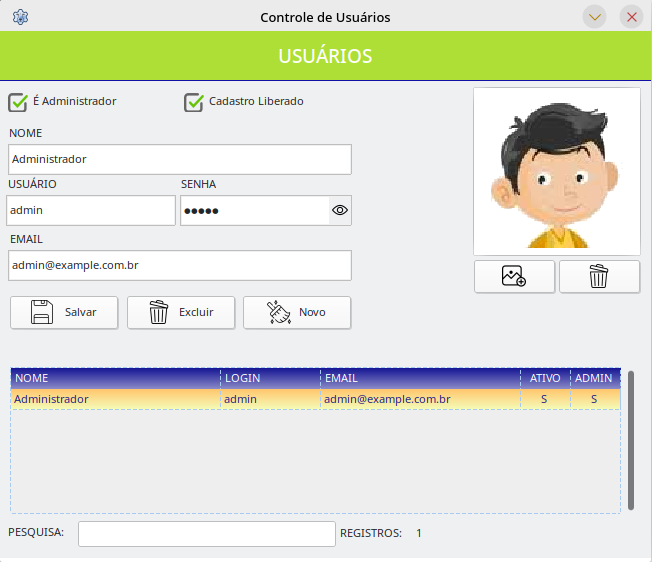 Controle de Usuários
USUÁRIOS
É Administrador
Cadastro Liberado
NOME
Administrador
USUÁRIO SENHA
admin •••••
EMAIL
admin@example.com.br
Salvar Excluir Novo
NOME LOGIN EMAIL ATIVO ADMIN
Administrador admin admin@example.com.br S S
PESQUISA: REGISTROS: 1